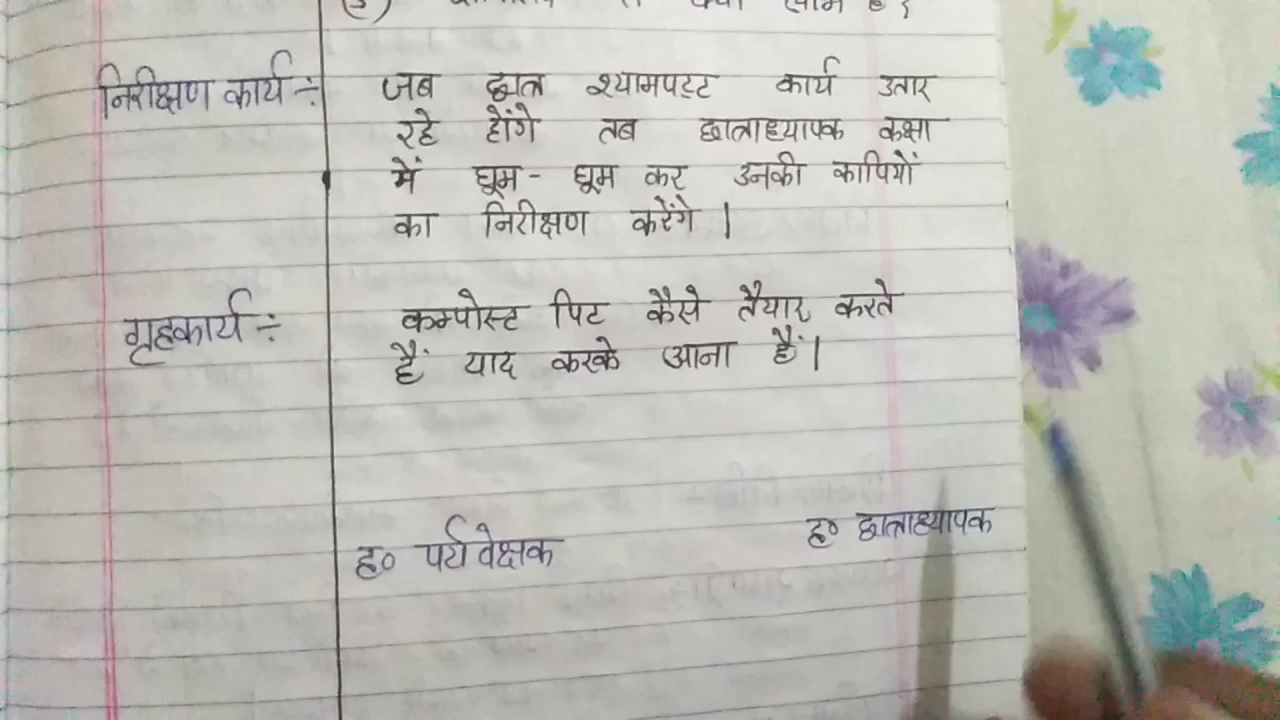 (3) से क्या लाभ है ?
निरीक्षण कार्य ÷ जब छात्र श्यामपट्ट कार्य उतार
रहे होंगे तब छात्राध्यापक कक्षा
में घूम - घूम कर उनकी कापियों
का निरीक्षण करेंगे ।
गृहकार्य ÷ कम्पोस्ट पिट कैसे तैयार करते
हैं याद करके आना हैं ।
ह० पर्यवेक्षक ह० छात्राध्यापक